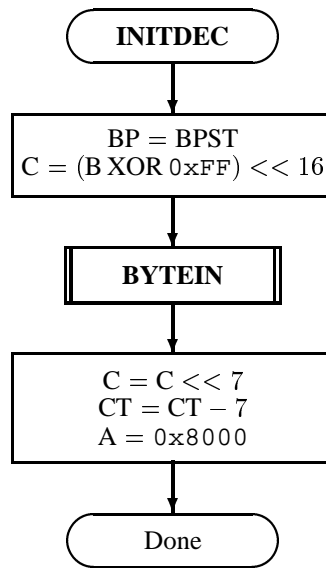 INITDEC
BP = BPST
C = (B XOR 0xFF) << 16
BYTEIN
C = C << 7
CT = CT − 7
A = 0x8000
Done